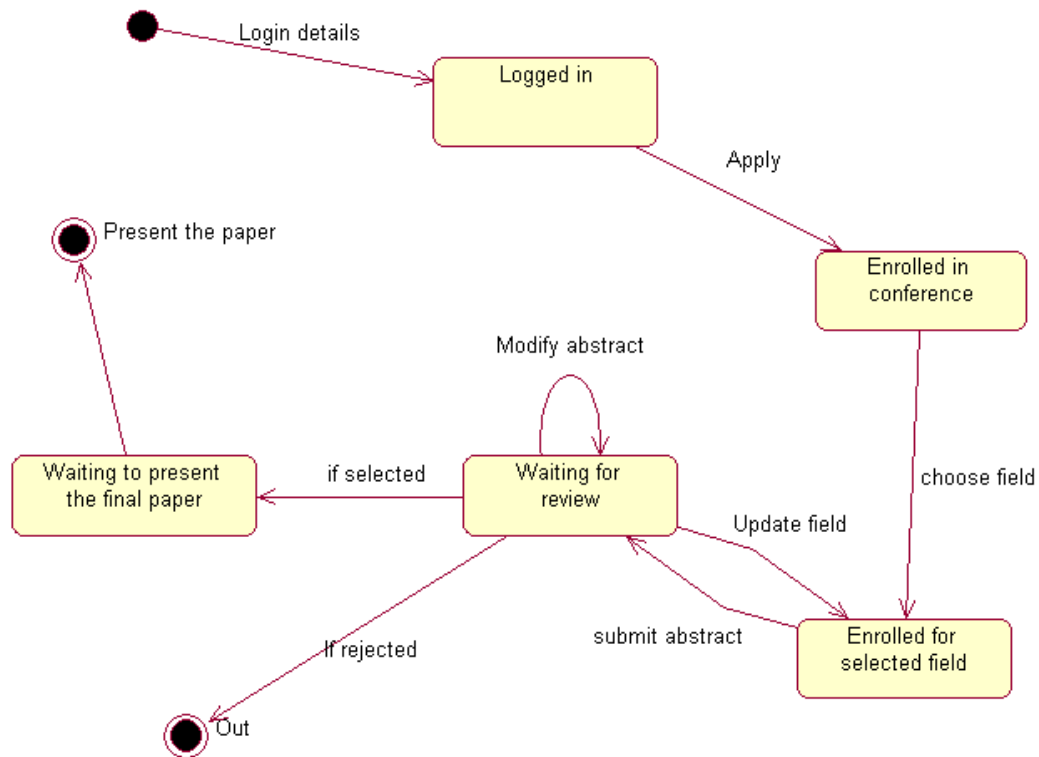 Login details
Logged in
Apply
Present the paper
Enrolled in
conference
Modify abstract
Waiting to present
the final paper
if selected
Waiting for
review
choose field
Update field
submit abstract
Enrolled for
selected field
If rejected
Out